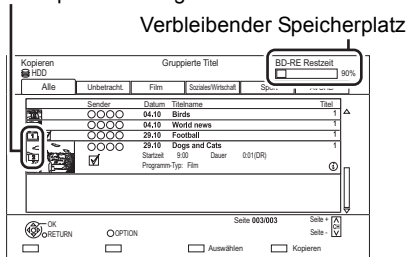 Verbleibender Speicherplatz
Kopieren
HDD
Gruppierte Titel
BD-RE Restzeit
90%
Alle Unbetracht. Film Soziales/Wirtschaft
Sender Datum Titelname Titel
04.10 Birds 1
04.10 World news 1
29.10 Football 1
29.10 Dogs and Cats 1
Startzeit 9:00 Dauer 0:01(DR)
Programm-Typ: Film
OK
RETURN
OPTION
Seite 003/003
Seite +
CH
Seite -
Auswählen
Kopieren